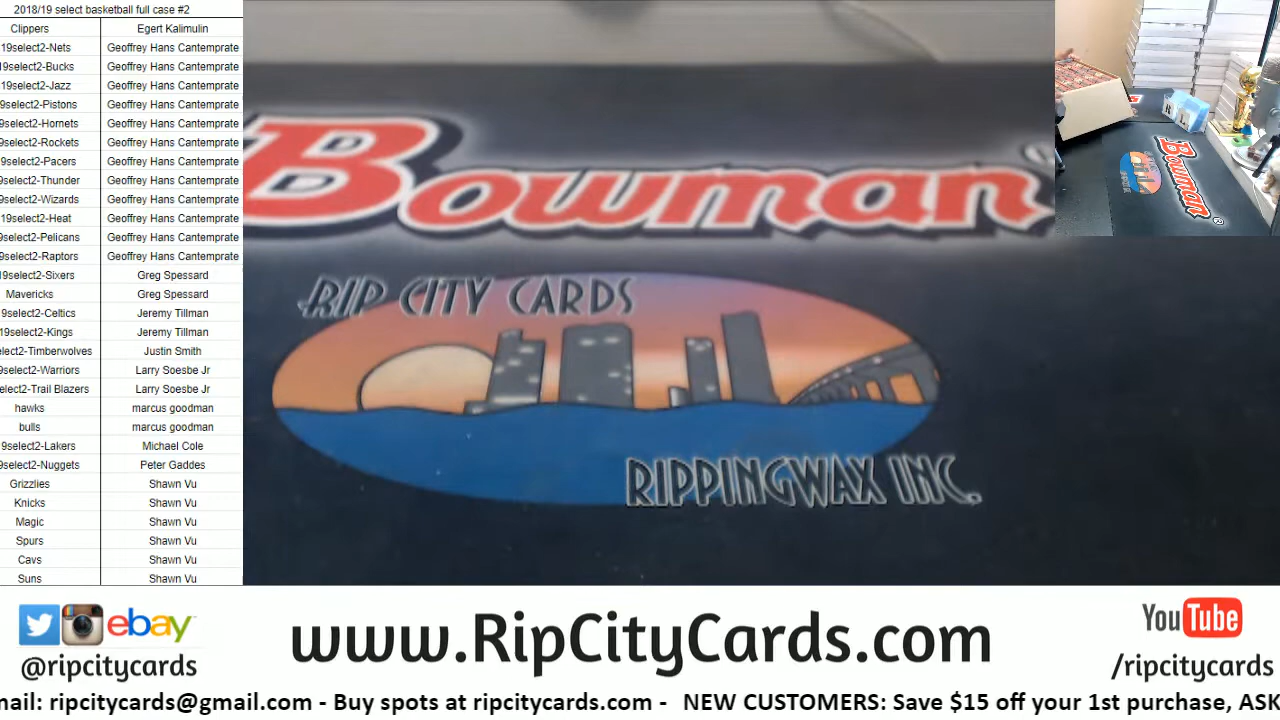 2018/19 select basketball full case #2
Clippers Egert Kalimulin
19select2-Nets Geoffrey Hans Cantemprate
19select2-Bucks Geoffrey Hans Cantemprate
19select2-Jazz Geoffrey Hans Cantemprate
9select2-Pistons Geoffrey Hans Cantemprate
9select2-Hornets Geoffrey Hans Cantemprate
9select2-Rockets Geoffrey Hans Cantemprate
9select2-Pacers Geoffrey Hans Cantemprate
9select2-Thunder Geoffrey Hans Cantemprate
9select2-Wizards Geoffrey Hans Cantemprate
19select2-Heat Geoffrey Hans Cantemprate
9select2-Pelicans Geoffrey Hans Cantemprate
9select2-Raptors Geoffrey Hans Cantemprate
19select2-Sixers Greg Spessard
Mavericks Greg Spessard
9select2-Celtics Jeremy Tillman
19select2-Kings Jeremy Tillman
elect2-Timberwolves Justin Smith
9select2-Warriors Larry Soesbe Jr
select2-Trail Blazers Larry Soesbe Jr
hawks marcus goodman
bulls marcus goodman
9select2-Lakers Michael Cole
9select2-Nuggets Peter Gaddes
Grizzlies Shawn Vu
Knicks Shawn Vu
Magic Shawn Vu
Spurs Shawn Vu
Cavs Shawn Vu
Suns Shawn Vu
Bowman®
RIP CITY CARDS
RIPPINGWAX INC.
Bowman®
ebay
@ripcitycards
www.RipCityCards.com
YouTube
/ripcitycards
mail: ripcitycards@gmail.com - Buy spots at ripcitycards.com - NEW CUSTOMERS: Save $15 off your 1st purchase, ASK